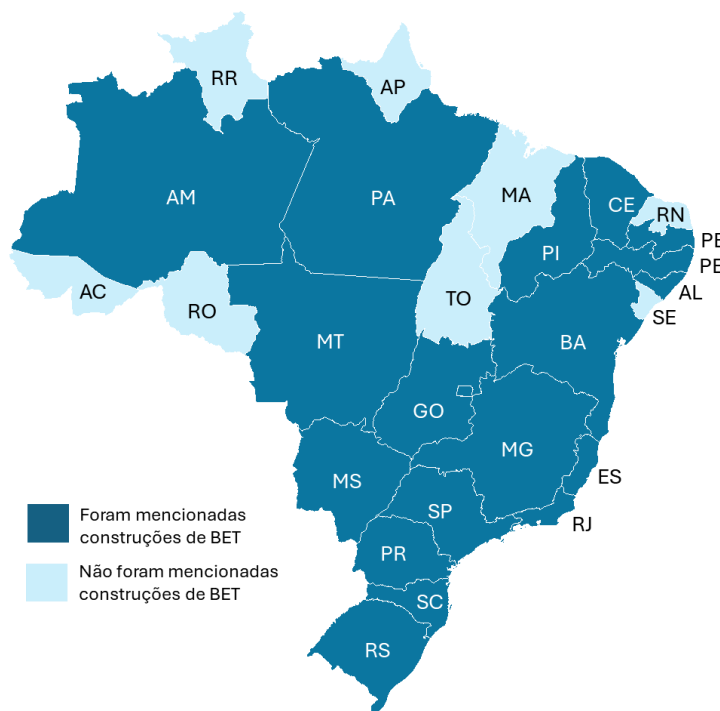 RR
AP
AM
PA
MA
CE
RN
PI
PE
PE
AC
RO
TO
AL
SE
MT
BA
GO
MG
MS
ES
SP
RJ
PR
SC
RS
Foram mencionadas
construções de BET
Não foram mencionadas
construções de BET